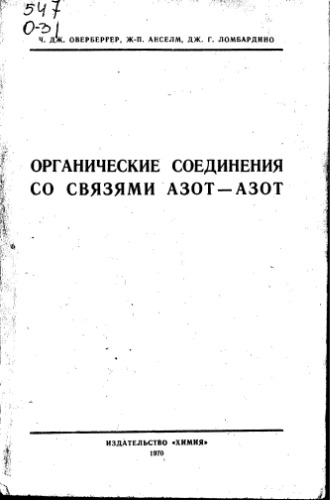 547
О-31
Ч. ДЖ. ОВЕРБЕРГЕР, Ж-П. АНСЕЛМ, ДЖ. Г. ЛОМБАРДИНО
ОРГАНИЧЕСКИЕ СОЕДИНЕНИЯ
СО СВЯЗЯМИ АЗОТ—АЗОТ
ИЗДАТЕЛЬСТВО «ХИМИЯ»
1970